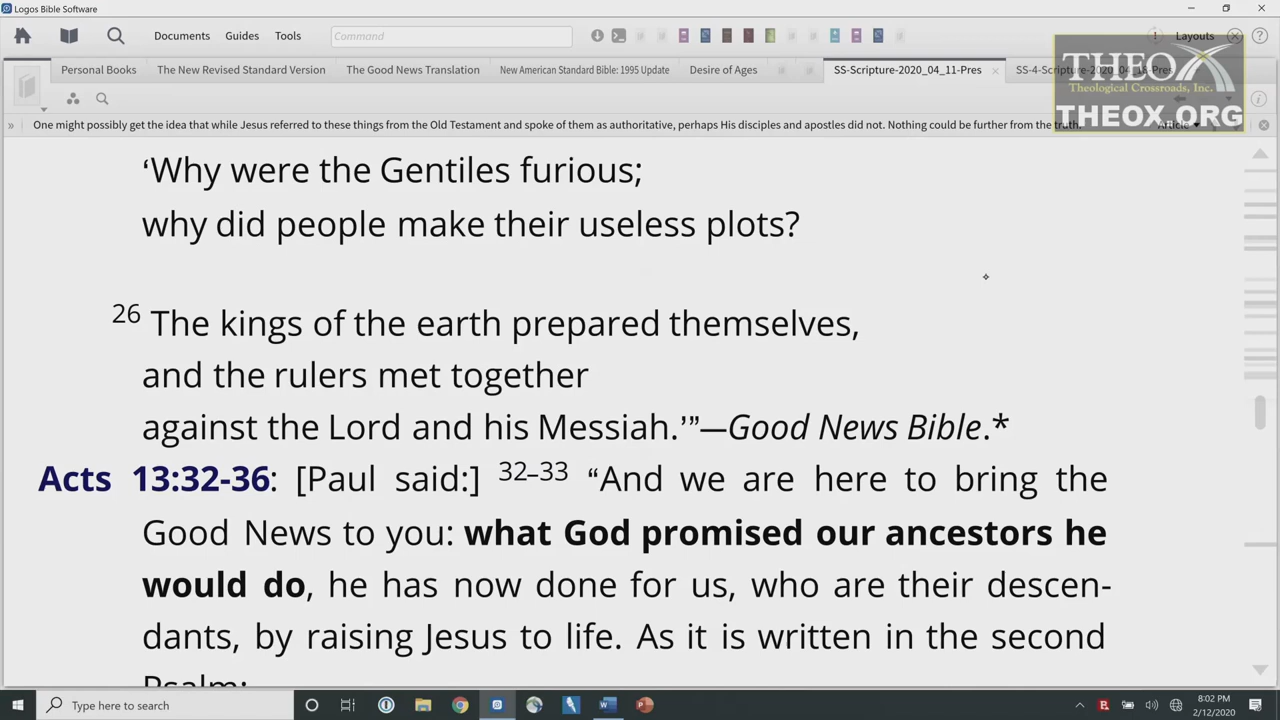 Logos Bible Software
Documents Guides Tools Command Layouts
Personal Books The New Revised Standard Version New American Standard Bible: 1995 Update Desire of Ages SS-Scripture-2020_04_11-Pres
THEOX
Theological Crossroads, Inc.
THEOX.ORG
One might possibly get the idea that while Jesus referred to these things from the Old Testament and spoke of them as authoritative, perhaps His disciples and apostles did not. Nothing could be further from the truth. Article
‘Why were the Gentiles furious;
why did people make their useless plots?
26 The kings of the earth prepared themselves,
and the rulers met together
against the Lord and his Messiah.’”—Good News Bible.*
Acts 13:32-36: [Paul said:] 32–33 “And we are here to bring the
Good News to you: what God promised our ancestors he
would do, he has now done for us, who are their descen-
dants, by raising Jesus to life. As it is written in the second
Psalm:
Type here to search
8:02 PM
2/12/2020